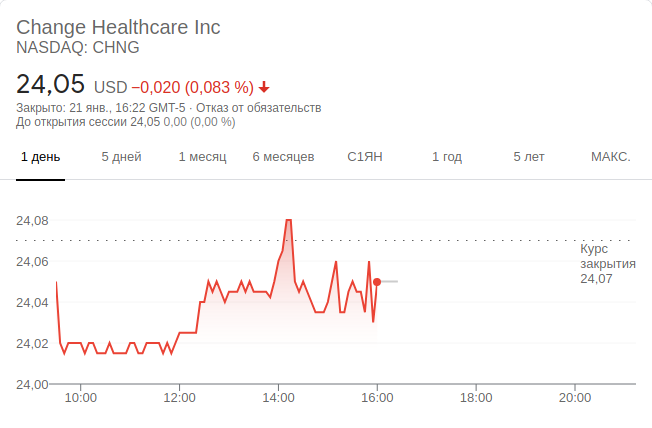 Change Healthcare Inc
NASDAQ: CHNG
24,05 USD −0,020 (0,083 %)
Закрыто: 21 янв., 16:22 GMT-5 · Отказ от обязательств
До открытия сессии 24,05 0,00 (0,00 %)
1 день 5 дней 1 месяц 6 месяцев С1ЯН 1 год 5 лет МАКС.
24,08
24,06
24,04
24,02
24,00
Курс
закрытия
24,07
10:00 12:00 14:00 16:00 18:00 20:00